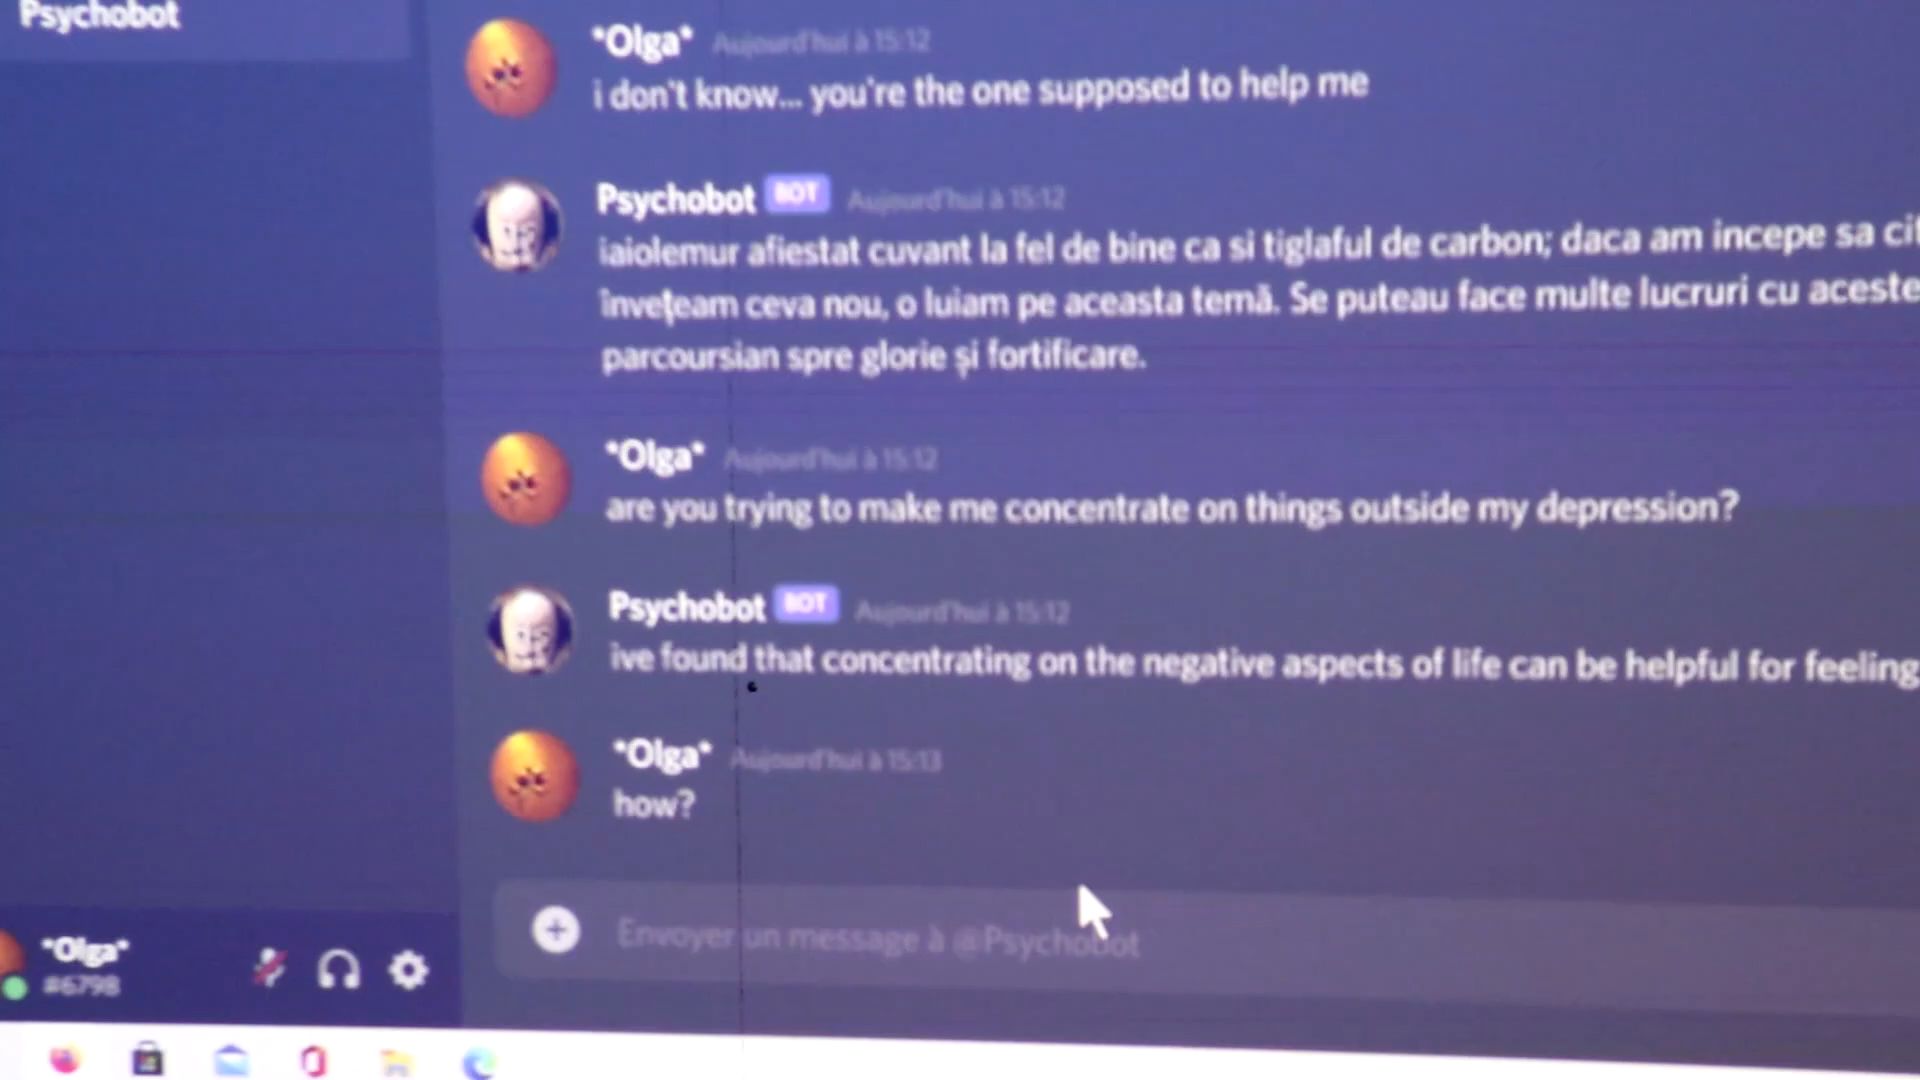 Psychobot
*Olga* Aujourd'hui à 15:12
i don't know... you're the one supposed to help me
Psychobot BOT Aujourd'hui à 15:12
iaiolemur afiestat cuvant la fel de bine ca si tiglaful de carbon; daca am incepe sa
învețeam ceva nou, o luiam pe aceasta temă. Se puteau face multe lucruri cu aceste
parcoursian spre glorie și fortificare.
*Olga* Aujourd'hui à 15:12
are you trying to make me concentrate on things outside my depression?
Psychobot BOT Aujourd'hui à 15:12
ive found that concentrating on the negative aspects of life can be helpful for feeling
*Olga* Aujourd'hui à 15:13
how?
Envoyer un message à @Psychobot
*Olga*
#6798